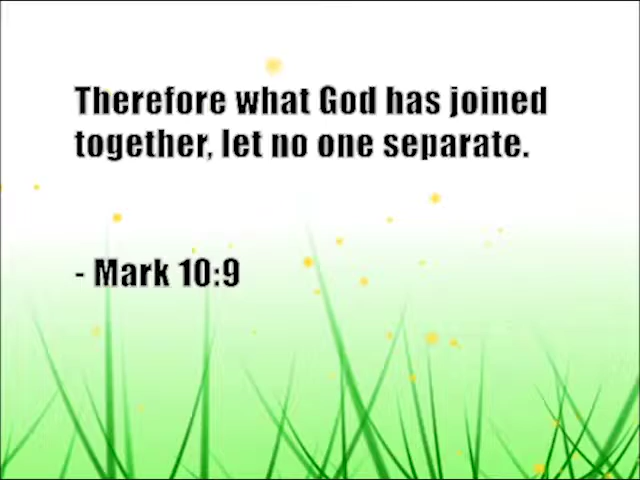 Therefore what God has joined
together, let no one separate.
- Mark 10:9